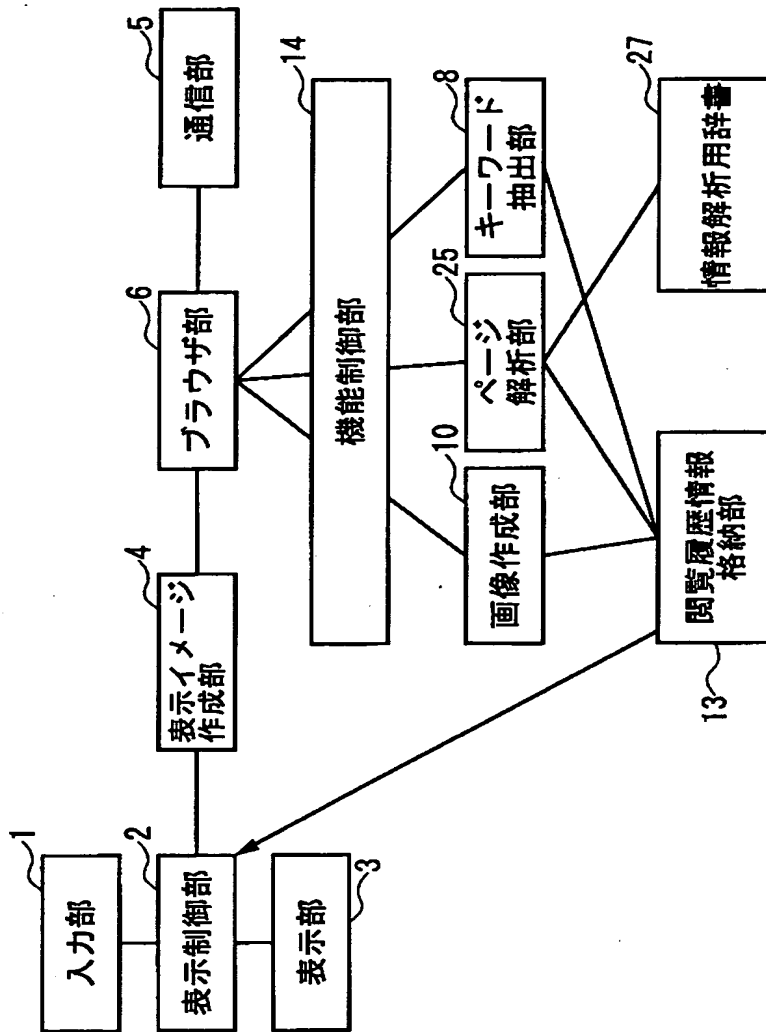 1
入力部
2
表示制御部
3
表示部
4
表示イメージ
作成部
6
ブラウザ部
5
通信部
14
機能制御部
10
画像作成部
25
ページ
解析部
8
キーワード
抽出部
13
閲覧履歴情報
格納部
27
情報解析用辞書